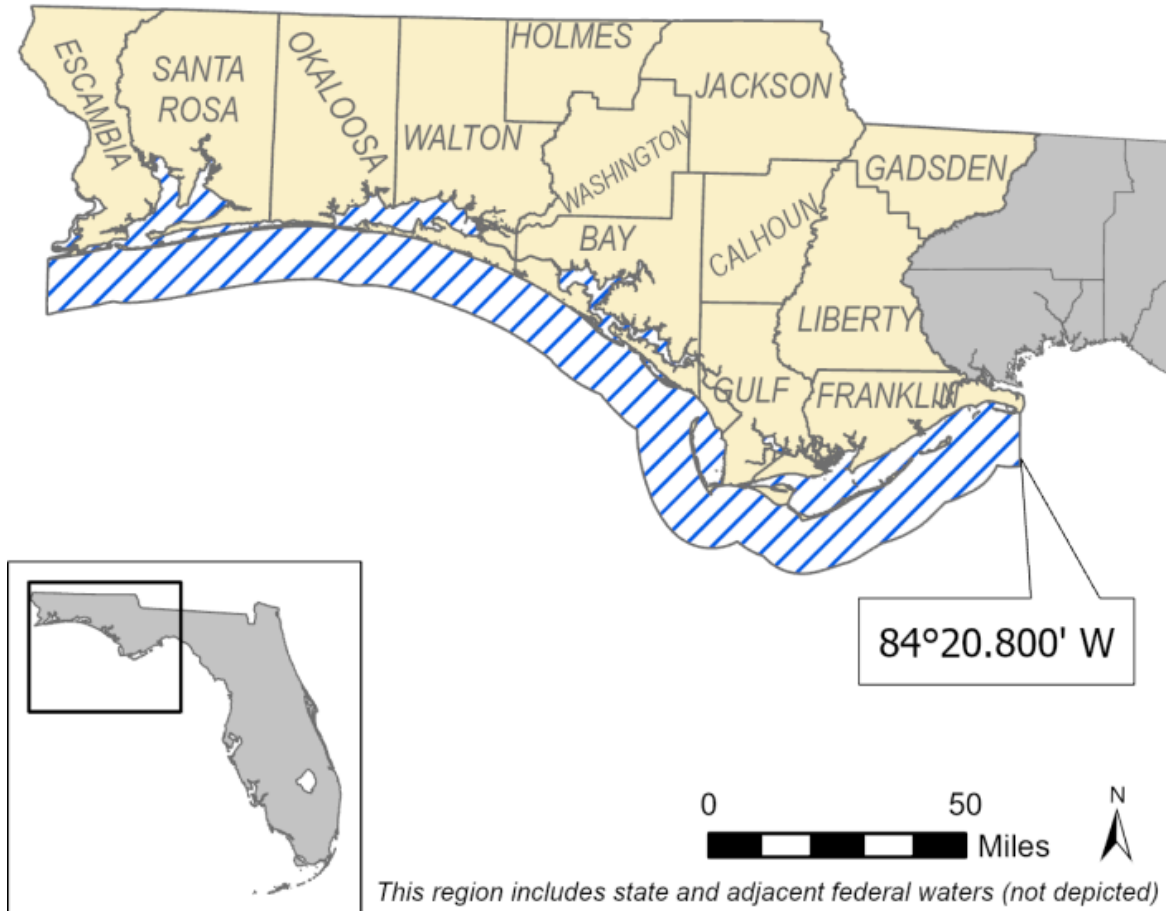 HOLMES
ESCAMBIA
SANTA
ROSA
OKALOOSA
WALTON
JACKSON
WASHINGTON
GADSDEN
BAY
CALHOUN
LIBERTY
GULF
FRANKLIN
84°20.800' W
0 50
Miles
N
This region includes state and adjacent federal waters (not depicted)